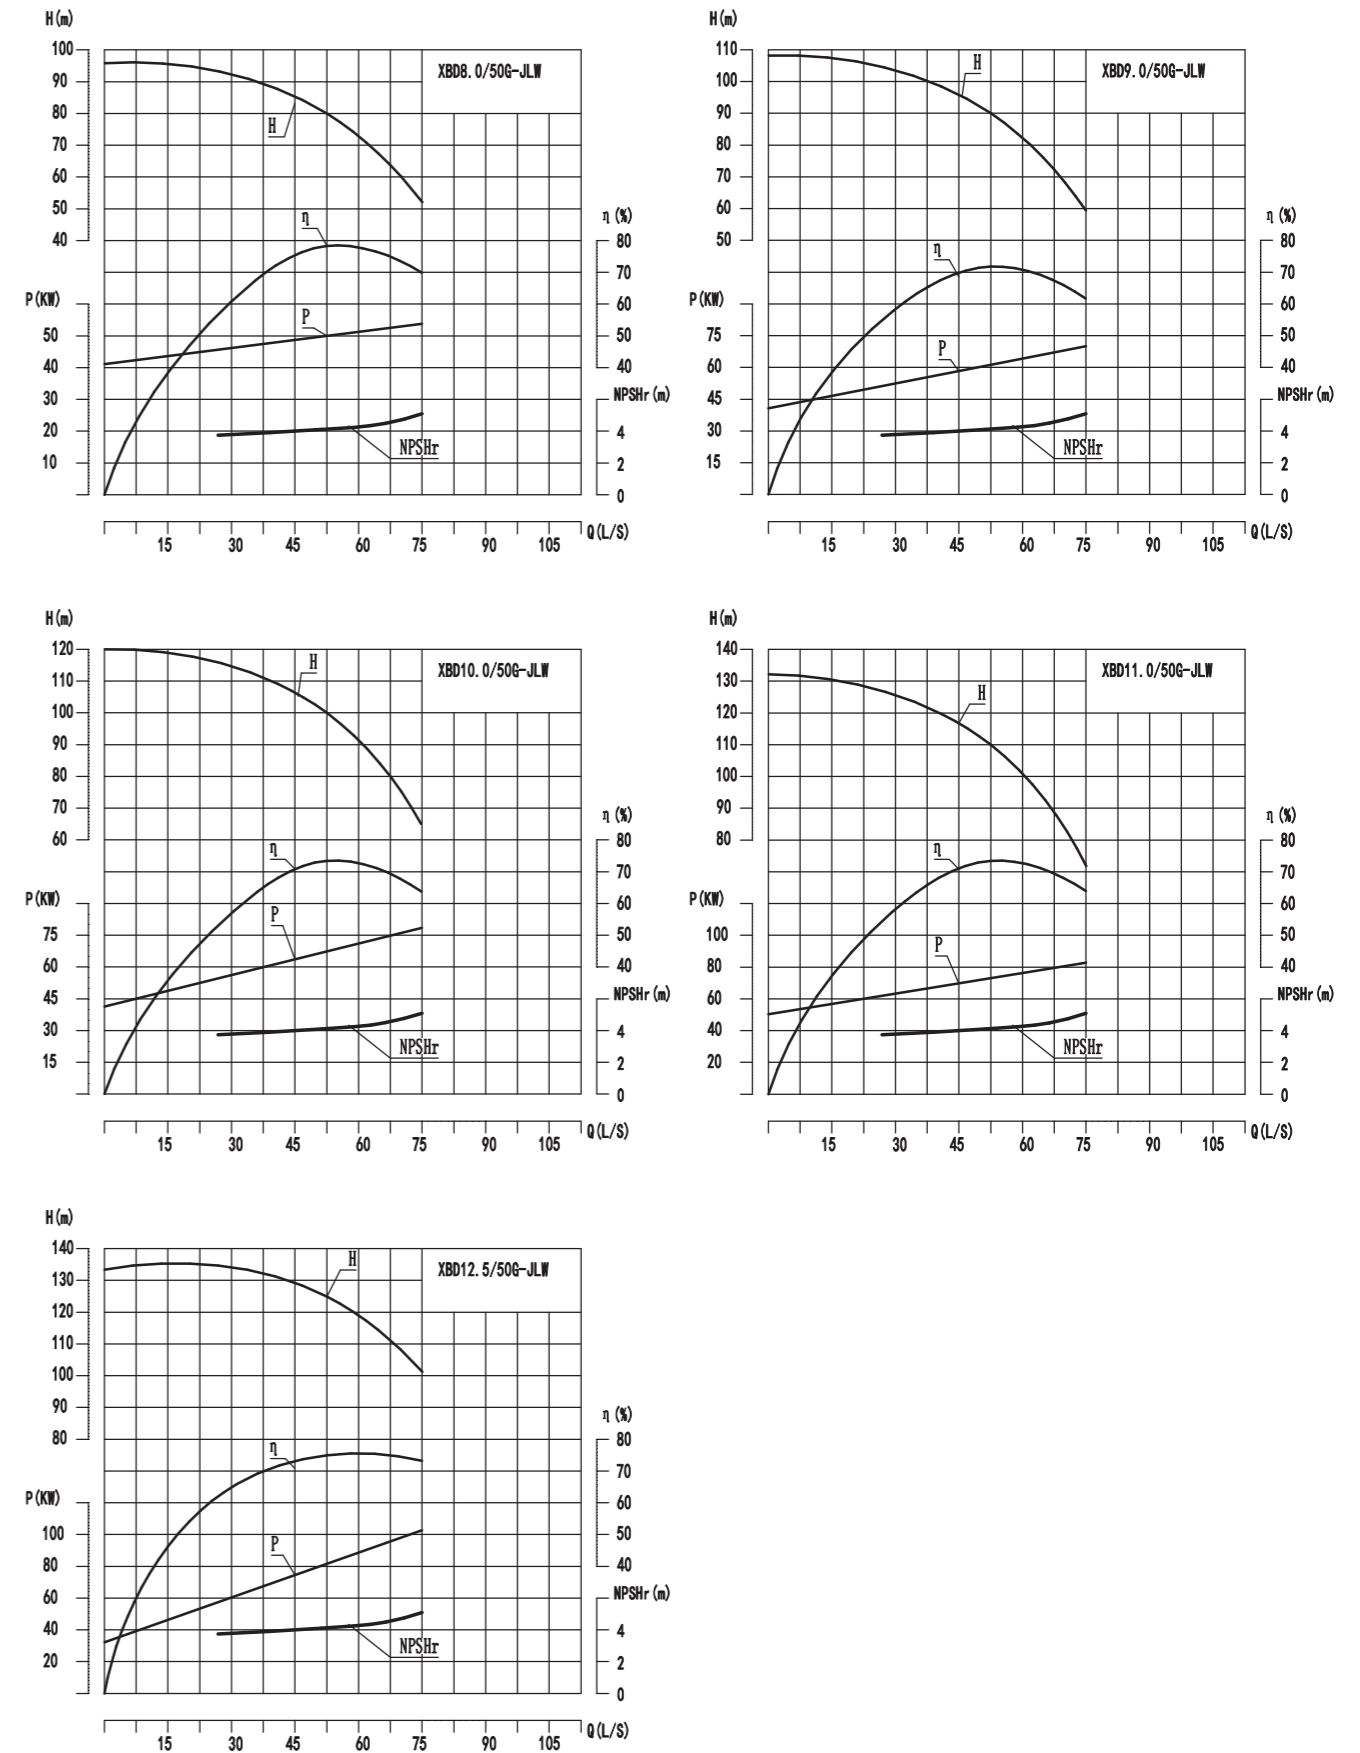 H(m)
100
90
80
70
60
50
40
P(KW)
50
40
30
20
10
XBD8.0/50G-JLW
H
η
P
NPSHr
η(%)
80
70
60
50
40
NPSHr(m)
4
2
0
15 30 45 60 75 90 105 Q(L/S)
H(m)
110
100
90
80
70
60
50
P(KW)
75
60
45
30
15
XBD9.0/50G-JLW
H
η
P
NPSHr
η(%)
80
70
60
50
40
NPSHr(m)
4
2
0
15 30 45 60 75 90 105 Q(L/S)
H(m)
120
110
100
90
80
70
60
P(KW)
75
60
45
30
15
XBD10.0/50G-JLW
H
η
P
NPSHr
η(%)
80
70
60
50
40
NPSHr(m)
4
2
0
15 30 45 60 75 90 105 Q(L/S)
H(m)
140
130
120
110
100
90
80
P(KW)
100
80
60
40
20
XBD11.0/50G-JLW
H
η
P
NPSHr
η(%)
80
70
60
50
40
NPSHr(m)
4
2
0
15 30 45 60 75 90 105 Q(L/S)
H(m)
140
130
120
110
100
90
80
P(KW)
100
80
60
40
20
XBD12.5/50G-JLW
H
η
P
NPSHr
η(%)
80
70
60
50
40
NPSHr(m)
4
2
0
15 30 45 60 75 90 105 Q(L/S)